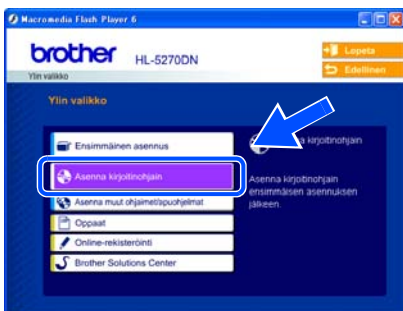 Macromedia Flash Player 6
brother HL-5270DN
Lopeta
Edellinen
Ylin valikko
Ylin valikko
Ensimmäinen asennus
Asenna kirjoitinohjain
Asenna muut ohjaimet/apuohjelmat
Oppaat
Online-rekisteröinti
Brother Solutions Center
kirjoitinohjain
Asenna kirjoitinohjain
ensimmäisen asennuksen
jälkeen.